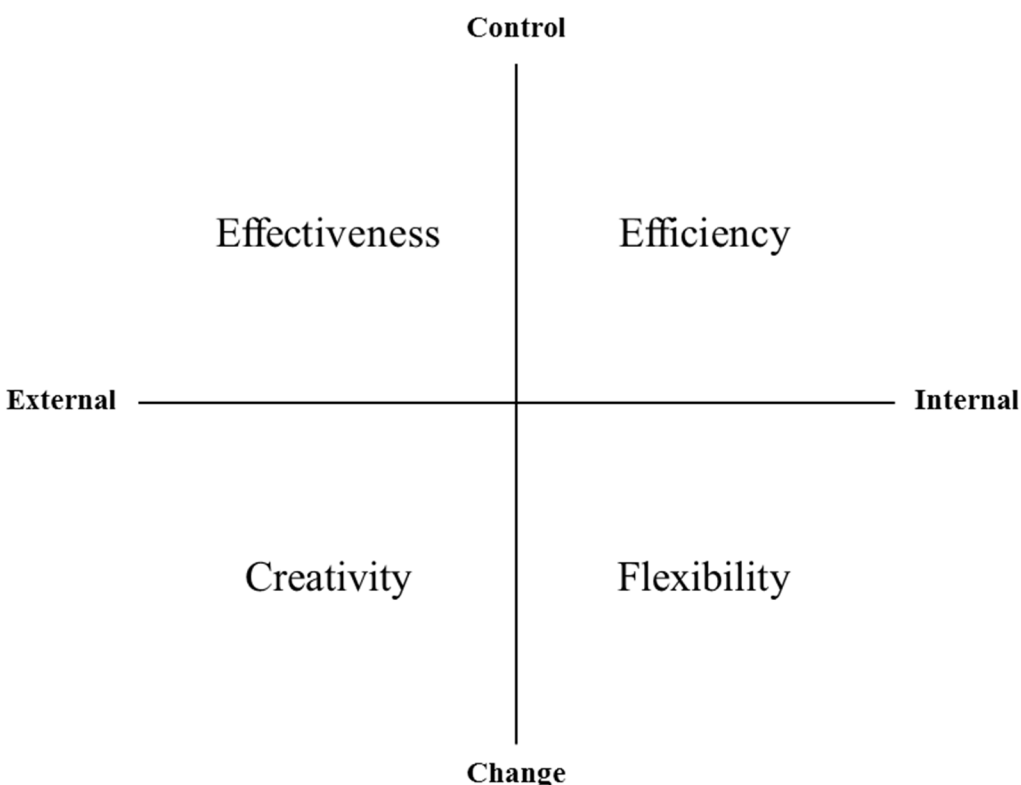 Control
Effectiveness
Efficiency
External
Internal
Creativity
Flexibility
Change